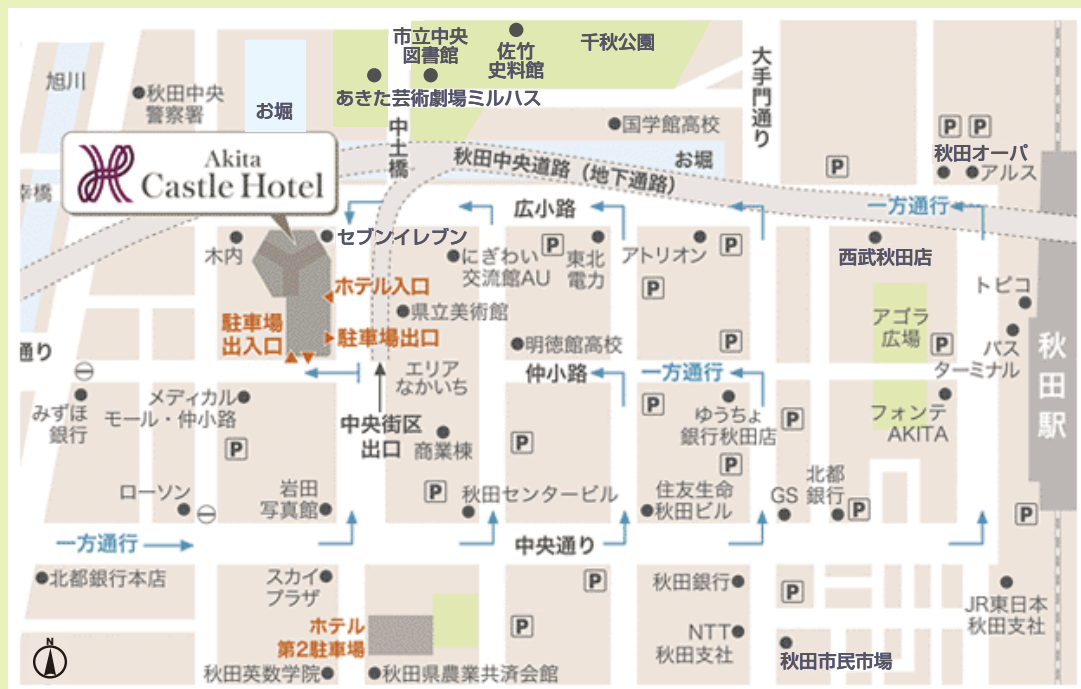 市立中央
図書館
佐竹
史料館
千秋公園
大手門通り
旭川
秋田中央
警察署
お堀
あきた芸術劇場ミルハス
中土橋
国学館高校
P
P
秋田オーパ
アルス
Akita
Castle Hotel
幸橋
秋田中央道路（地下通路）
お堀
P
広小路
一方通行
木内
セブンイレブン
にぎわい
交流館AU
P
東北
電力
アトリオン
P
西武秋田店
ホテル入口
P
トピコ
県立美術館
駐車場
出入口
駐車場出口
明徳館高校
P
アゴラ
広場
P
バス
ターミナル
秋田駅
通り
エリア
なかいち
仲小路
一方通行
みずほ
銀行
メディカル
モール・仲小路
P
中央街区
出口
商業棟
P
P
ゆうちょ
銀行秋田店
P
フォンテ
AKITA
P
ローソン
岩田
写真館
P
秋田センタービル
住友生命
秋田ビル
GS
北都
銀行
P
P
一方通行
中央通り
北都銀行本店
スカイ
プラザ
P
秋田銀行
P
JR東日本
秋田支社
ホテル
第2駐車場
P
NTT
秋田支社
秋田市民市場
N
秋田英数学院
秋田県農業共済会館